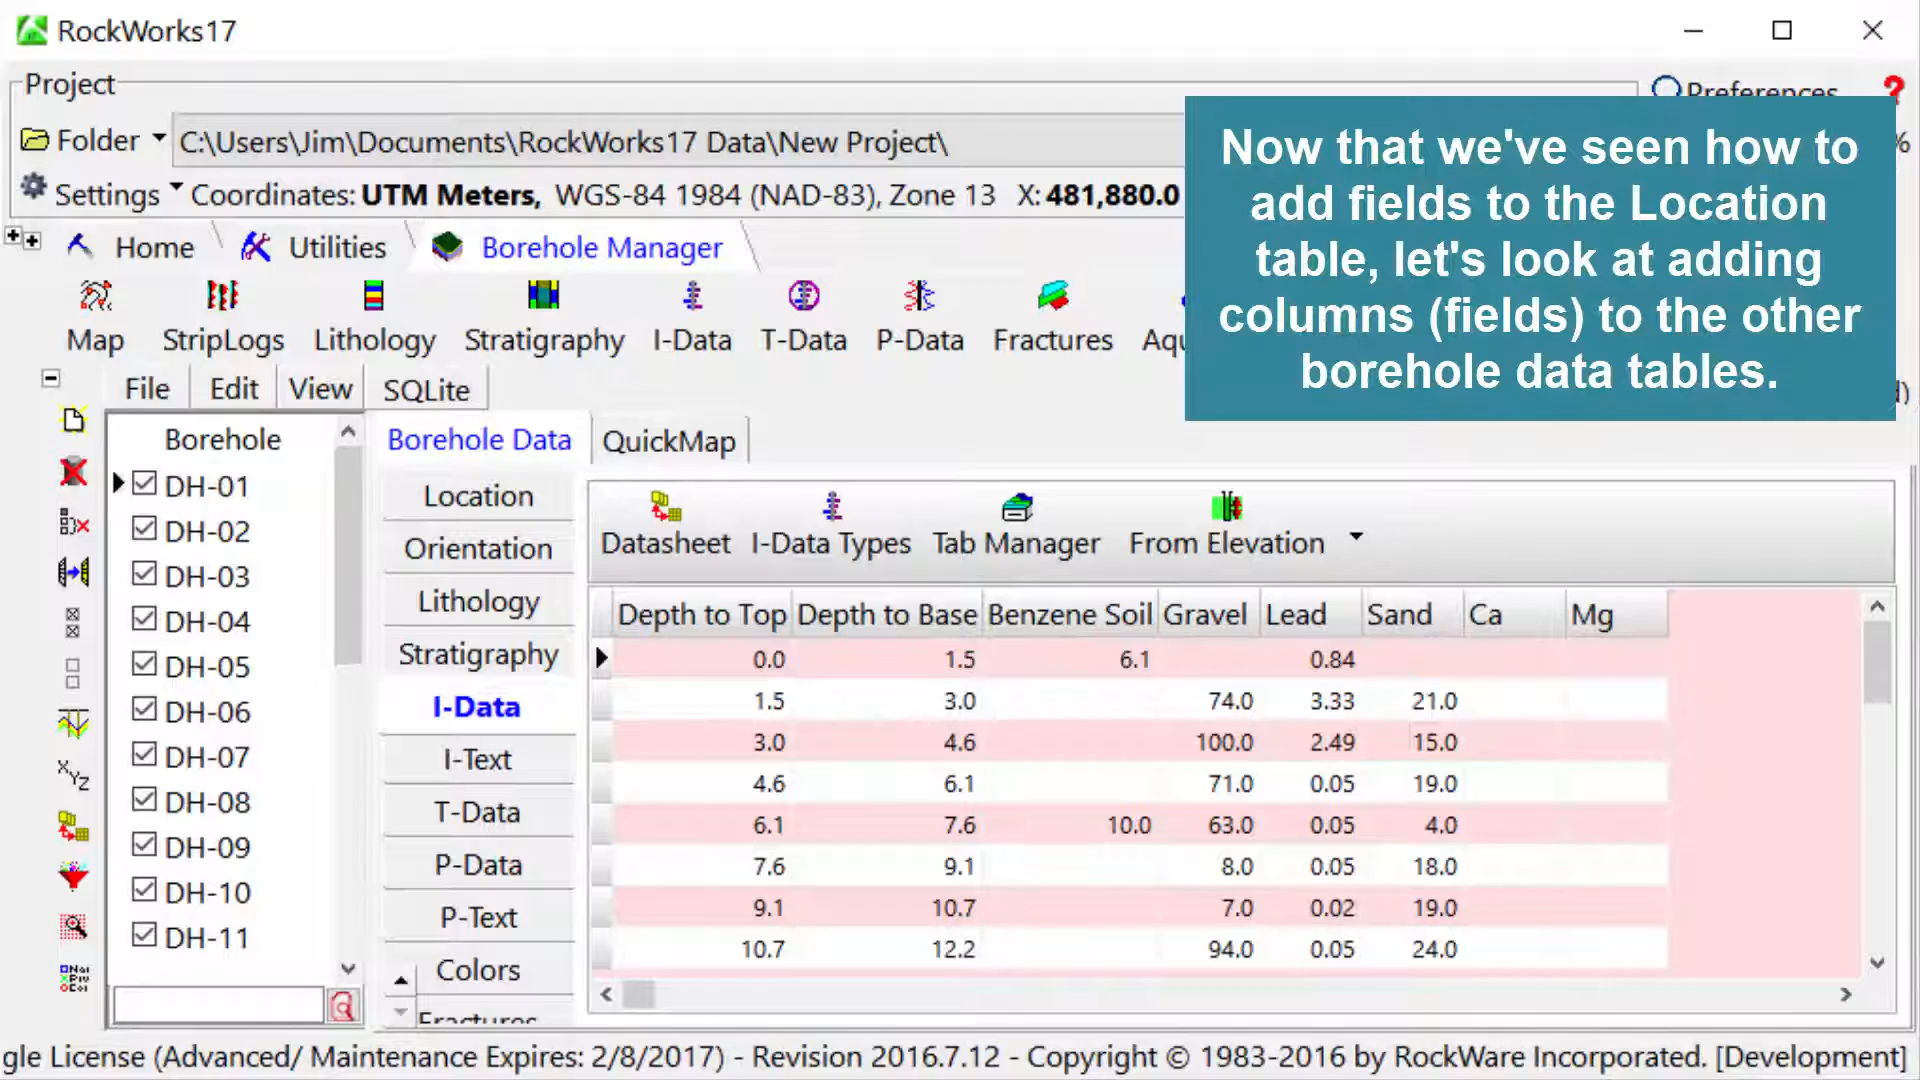 RockWorks17
Project
Preferences
?
Folder C:\Users\Jim\Documents\RockWorks17 Data\New Project\
%
Settings Coordinates: UTM Meters, WGS-84 1984 (NAD-83), Zone 13 X: 481,880.0
Now that we've seen how to
add fields to the Location
table, let's look at adding
columns (fields) to the other
borehole data tables.
Home Utilities Borehole Manager
Map StripLogs Lithology Stratigraphy I-Data T-Data P-Data Fractures
File Edit View SQLite
Borehole
DH-01
DH-02
DH-03
DH-04
DH-05
DH-06
DH-07
DH-08
DH-09
DH-10
DH-11
Borehole Data QuickMap
Location
Orientation
Lithology
Stratigraphy
I-Data
I-Text
T-Data
P-Data
P-Text
Colors
Fractures
Datasheet I-Data Types Tab Manager From Elevation
Depth to Top Depth to Base Benzene Soil Gravel Lead Sand Ca Mg
0.0 1.5 6.1 0.84
1.5 3.0 74.0 3.33 21.0
3.0 4.6 100.0 2.49 15.0
4.6 6.1 71.0 0.05 19.0
6.1 7.6 10.0 63.0 0.05 4.0
7.6 9.1 8.0 0.05 18.0
9.1 10.7 7.0 0.02 19.0
10.7 12.2 94.0 0.05 24.0
gle License (Advanced/ Maintenance Expires: 2/8/2017) - Revision 2016.7.12 - Copyright © 1983-2016 by RockWare Incorporated. [Development]